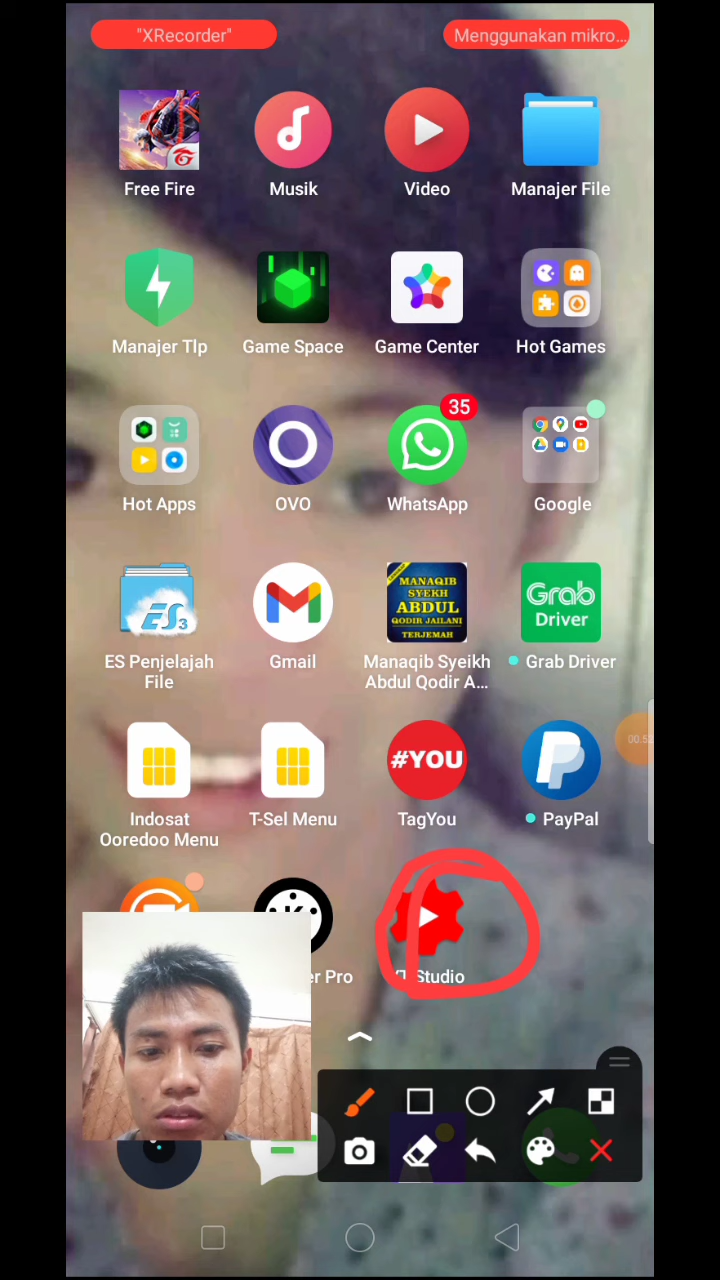 "XRecorder"
Menggunakan mikro...
Free Fire
Musik
Video
Manajer File
Manajer Tlp
Game Space
Game Center
Hot Games
35
Hot Apps
OVO
WhatsApp
Google
MANAQIB
SYEKH
ABDUL
QODIR JAILANI
TERJEMAH
Grab
Driver
ES Penjelajah
File
Gmail
Manaqib Syeikh
Abdul Qodir A...
Grab Driver
#YOU
Indosat
Ooredoo Menu
T-Sel Menu
TagYou
PayPal
er Pro
Studio